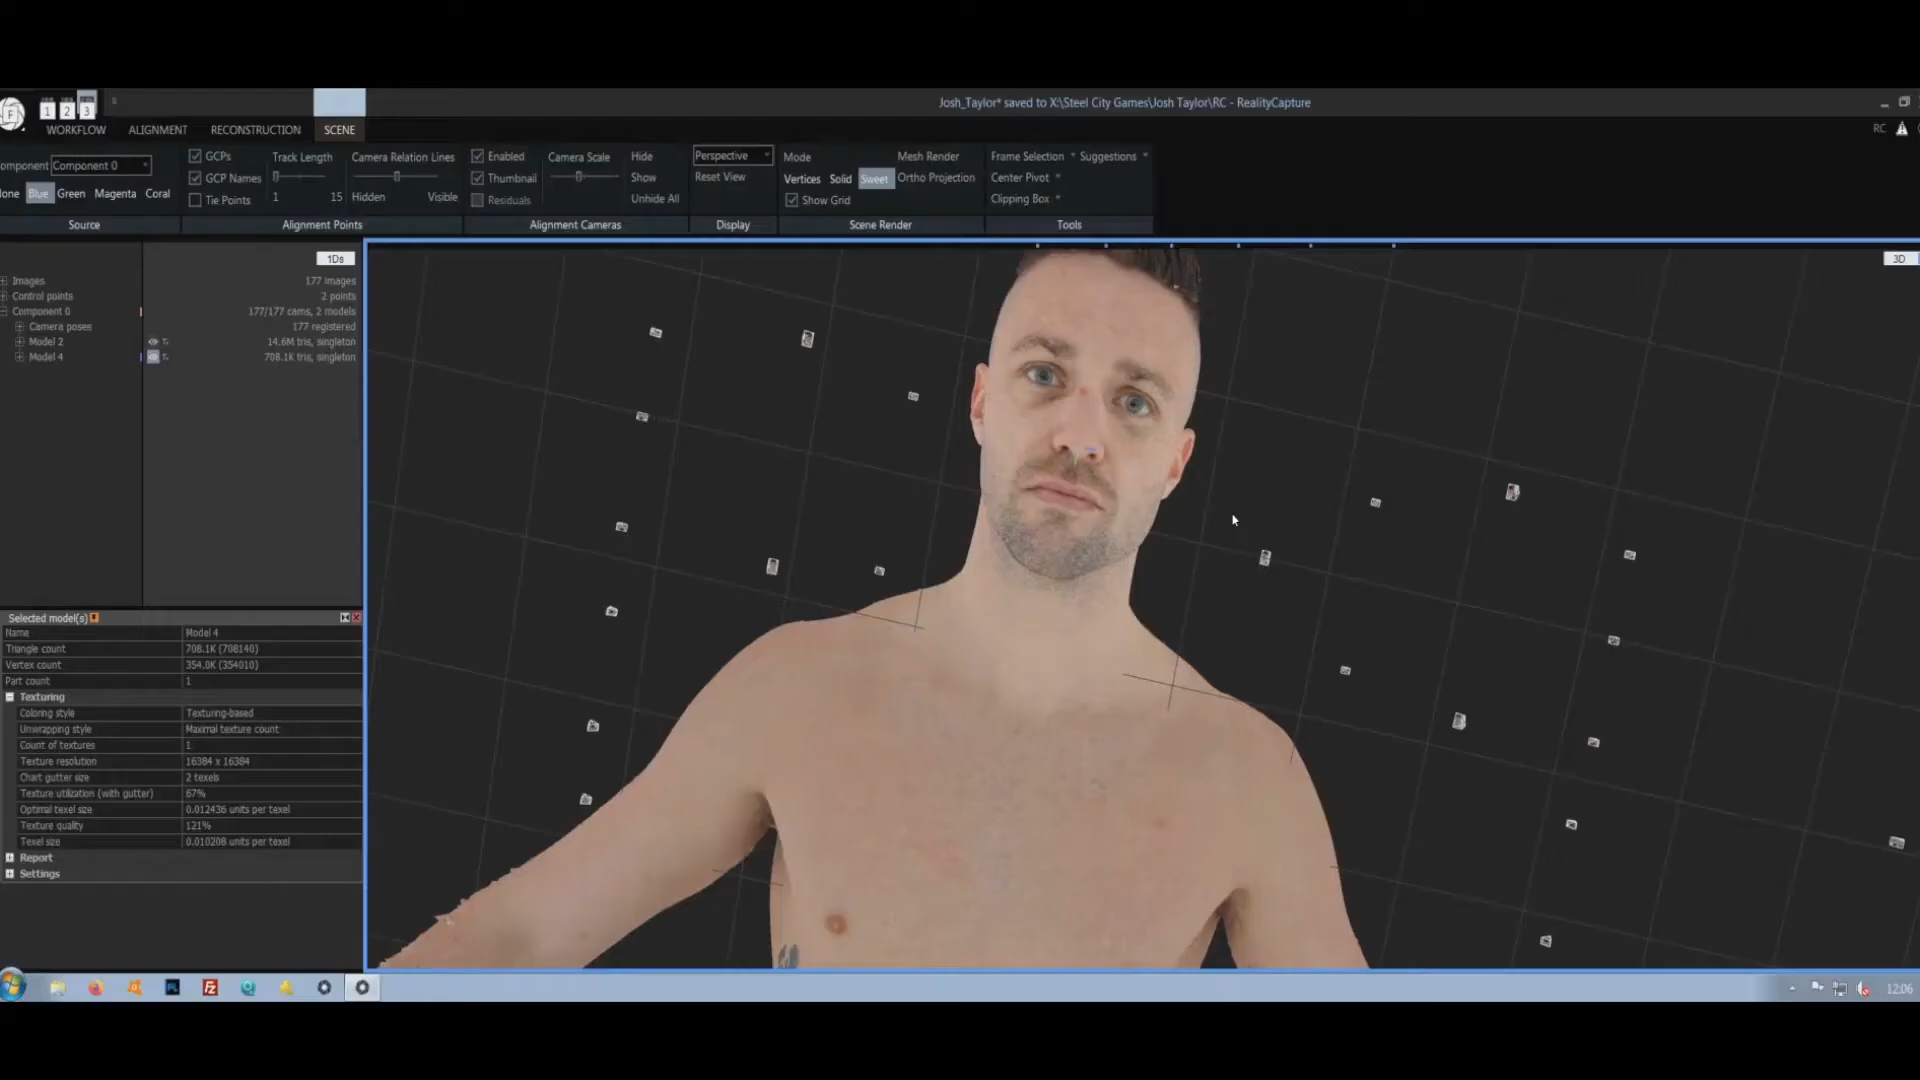 1 2 3
Josh_Taylor* saved to X:\Steel City Games\Josh Taylor\RC - RealityCapture
WORKFLOW ALIGNMENT RECONSTRUCTION SCENE
RC
Component 0
Blue Green Magenta Coral
Source
GCPs
GCP Names
Tie Points
Track Length
1 15
Camera Relation Lines
Hidden Visible
Alignment Points
Enabled
Thumbnail
Residuals
Camera Scale
Hide
Show
Unhide All
Alignment Cameras
Perspective
Reset View
Display
Mode
Vertices Solid Sweet
Show Grid
Mesh Render
Ortho Projection
Scene Render
Frame Selection Suggestions
Center Pivot
Clipping Box
Tools
1Ds
3D
Images 177 images
Control points 2 points
Component 0 177/177 cams, 2 models
Camera poses 177 registered
Model 2 14.6M tris, singleton
Model 4 708.1K tris, singleton
Selected model(s)
Name Model 4
Triangle count 708.1K (708140)
Vertex count 354.0K (354010)
Part count 1
Texturing
Coloring style Texturing-based
Unwrapping style Maximal texture count
Count of textures 1
Texture resolution 16384 x 16384
Chart gutter size 2 texels
Texture utilization (with gutter) 67%
Optimal texel size 0.012436 units per texel
Texture quality 121%
Texel size 0.010208 units per texel
Report
Settings
12:06